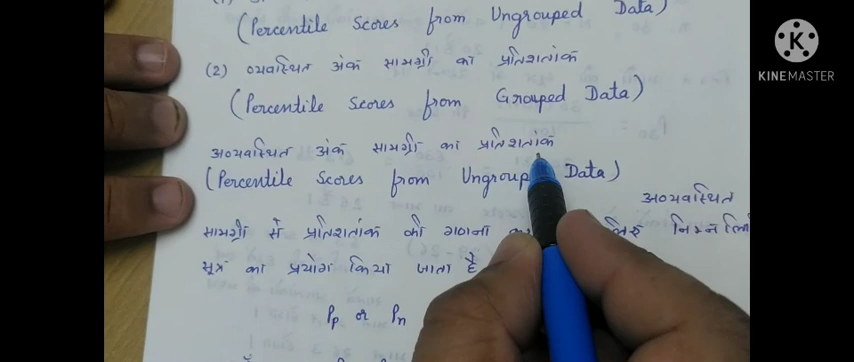 (Percentile Scores from Ungrouped Data)
(2) व्यवस्थित अंक सामग्री का प्रतिशतांक
(Percentile Scores from Grouped Data)
अव्यवस्थित अंक सामग्री का प्रतिशतांक
(Percentile Scores from Ungroup Data)
अव्यवस्थित
सामग्री से प्रतिशतांक की गणना
सूत्र का प्रयोग किया जाता है
Pp or Pn
K
KINEMASTER